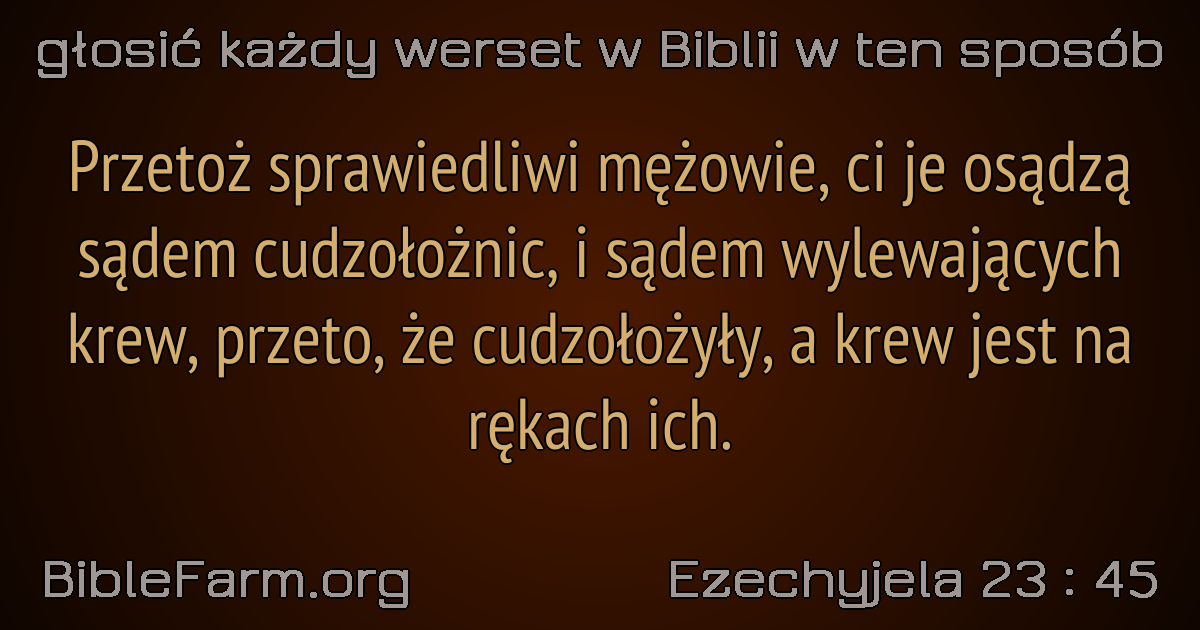 głosić każdy werset w Biblii w ten sposób
Przetoż sprawiedliwi mężowie, ci je osądzą
sądem cudzołożnic, i sądem wylewających
krew, przeto, że cudzołożyły, a krew jest na
rękach ich.
BibleFarm.org
Ezechyjela 23 : 45